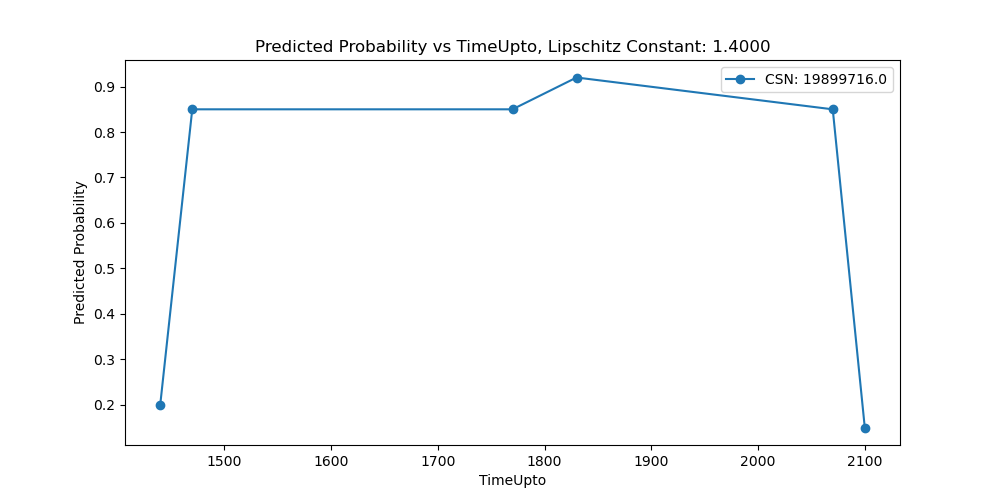 Predicted Probability vs TimeUpto, Lipschitz Constant: 1.4000
CSN: 19899716.0
Predicted Probability
0.9
0.8
0.7
0.6
0.5
0.4
0.3
0.2
1500 1600 1700 1800 1900 2000 2100
TimeUpto